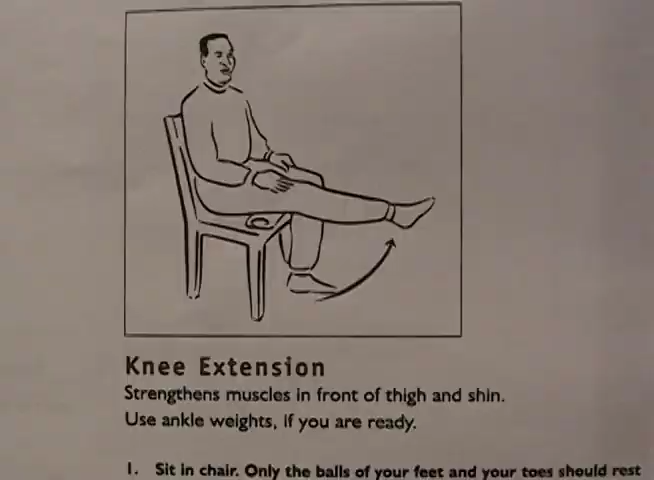 Knee Extension
Strengthens muscles in front of thigh and shin.
Use ankle weights, if you are ready.
1. Sit in chair. Only the balls of your feet and your toes should rest